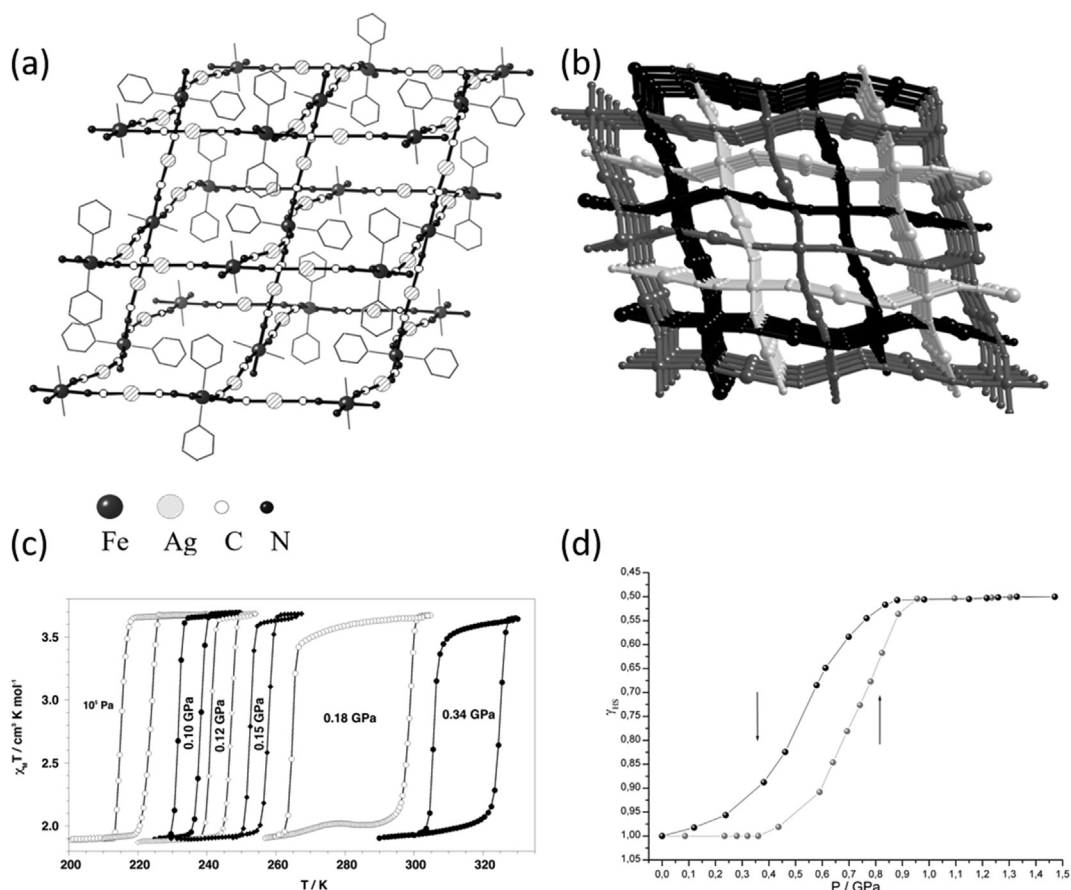 (a)
(b)
Fe Ag C N
(c)
(d)
χMT / cm³ K mol⁻¹
3.5
3.0
2.5
2.0
10⁵ Pa
0.10 GPa
0.12 GPa
0.15 GPa
0.18 GPa
0.34 GPa
200 220 240 260 280 300 320
T / K
γHS
0,45
0,50
0,55
0,60
0,65
0,70
0,75
0,80
0,85
0,90
0,95
1,00
1,05
0,0 0,1 0,2 0,3 0,4 0,5 0,6 0,7 0,8 0,9 1,0 1,1 1,2 1,3 1,4 1,5
P / GPa